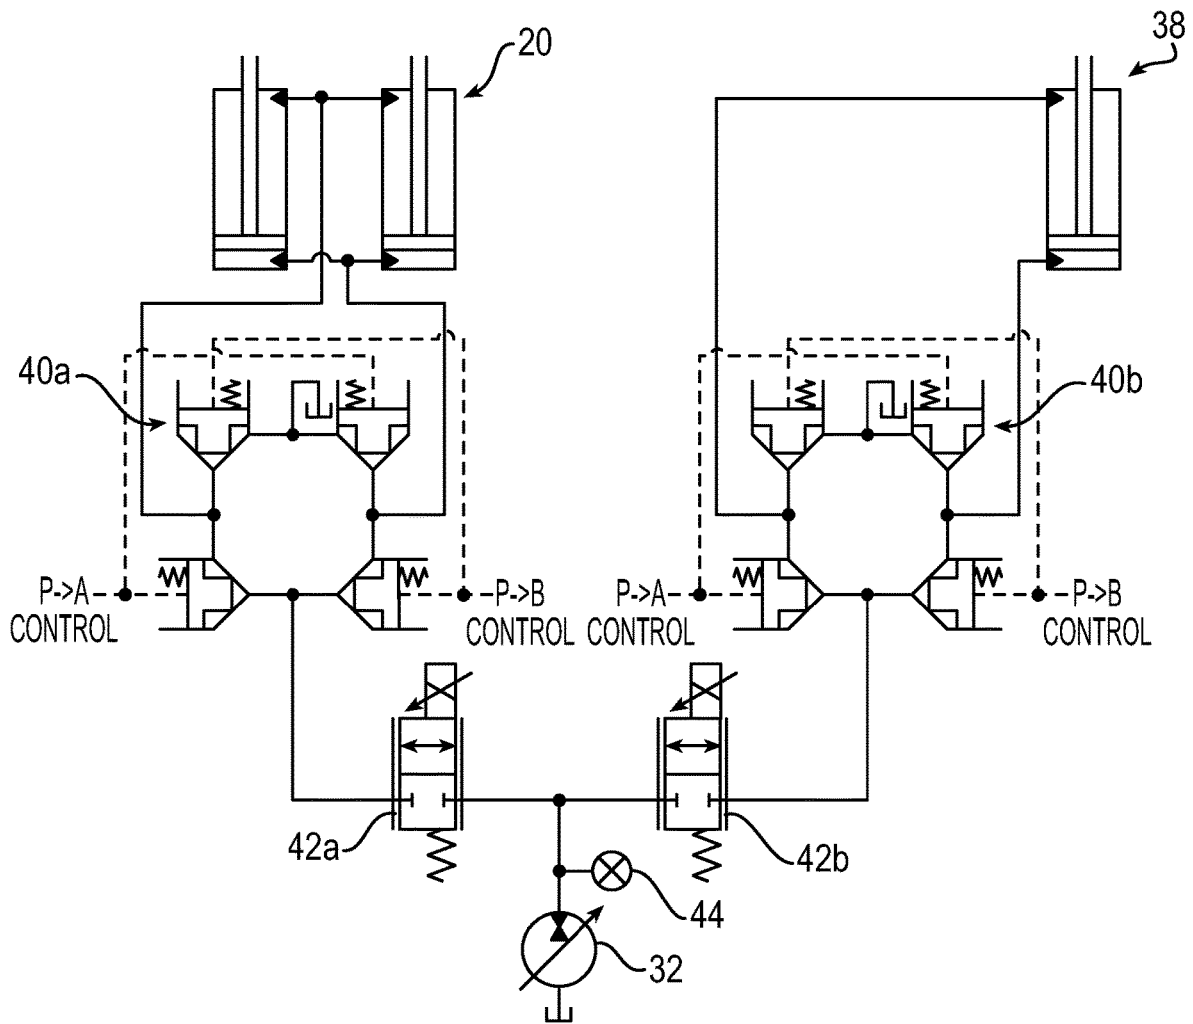 20
38
40a
40b
P->A
CONTROL
P->B
CONTROL
P->A
CONTROL
P->B
CONTROL
42a
42b
44
32